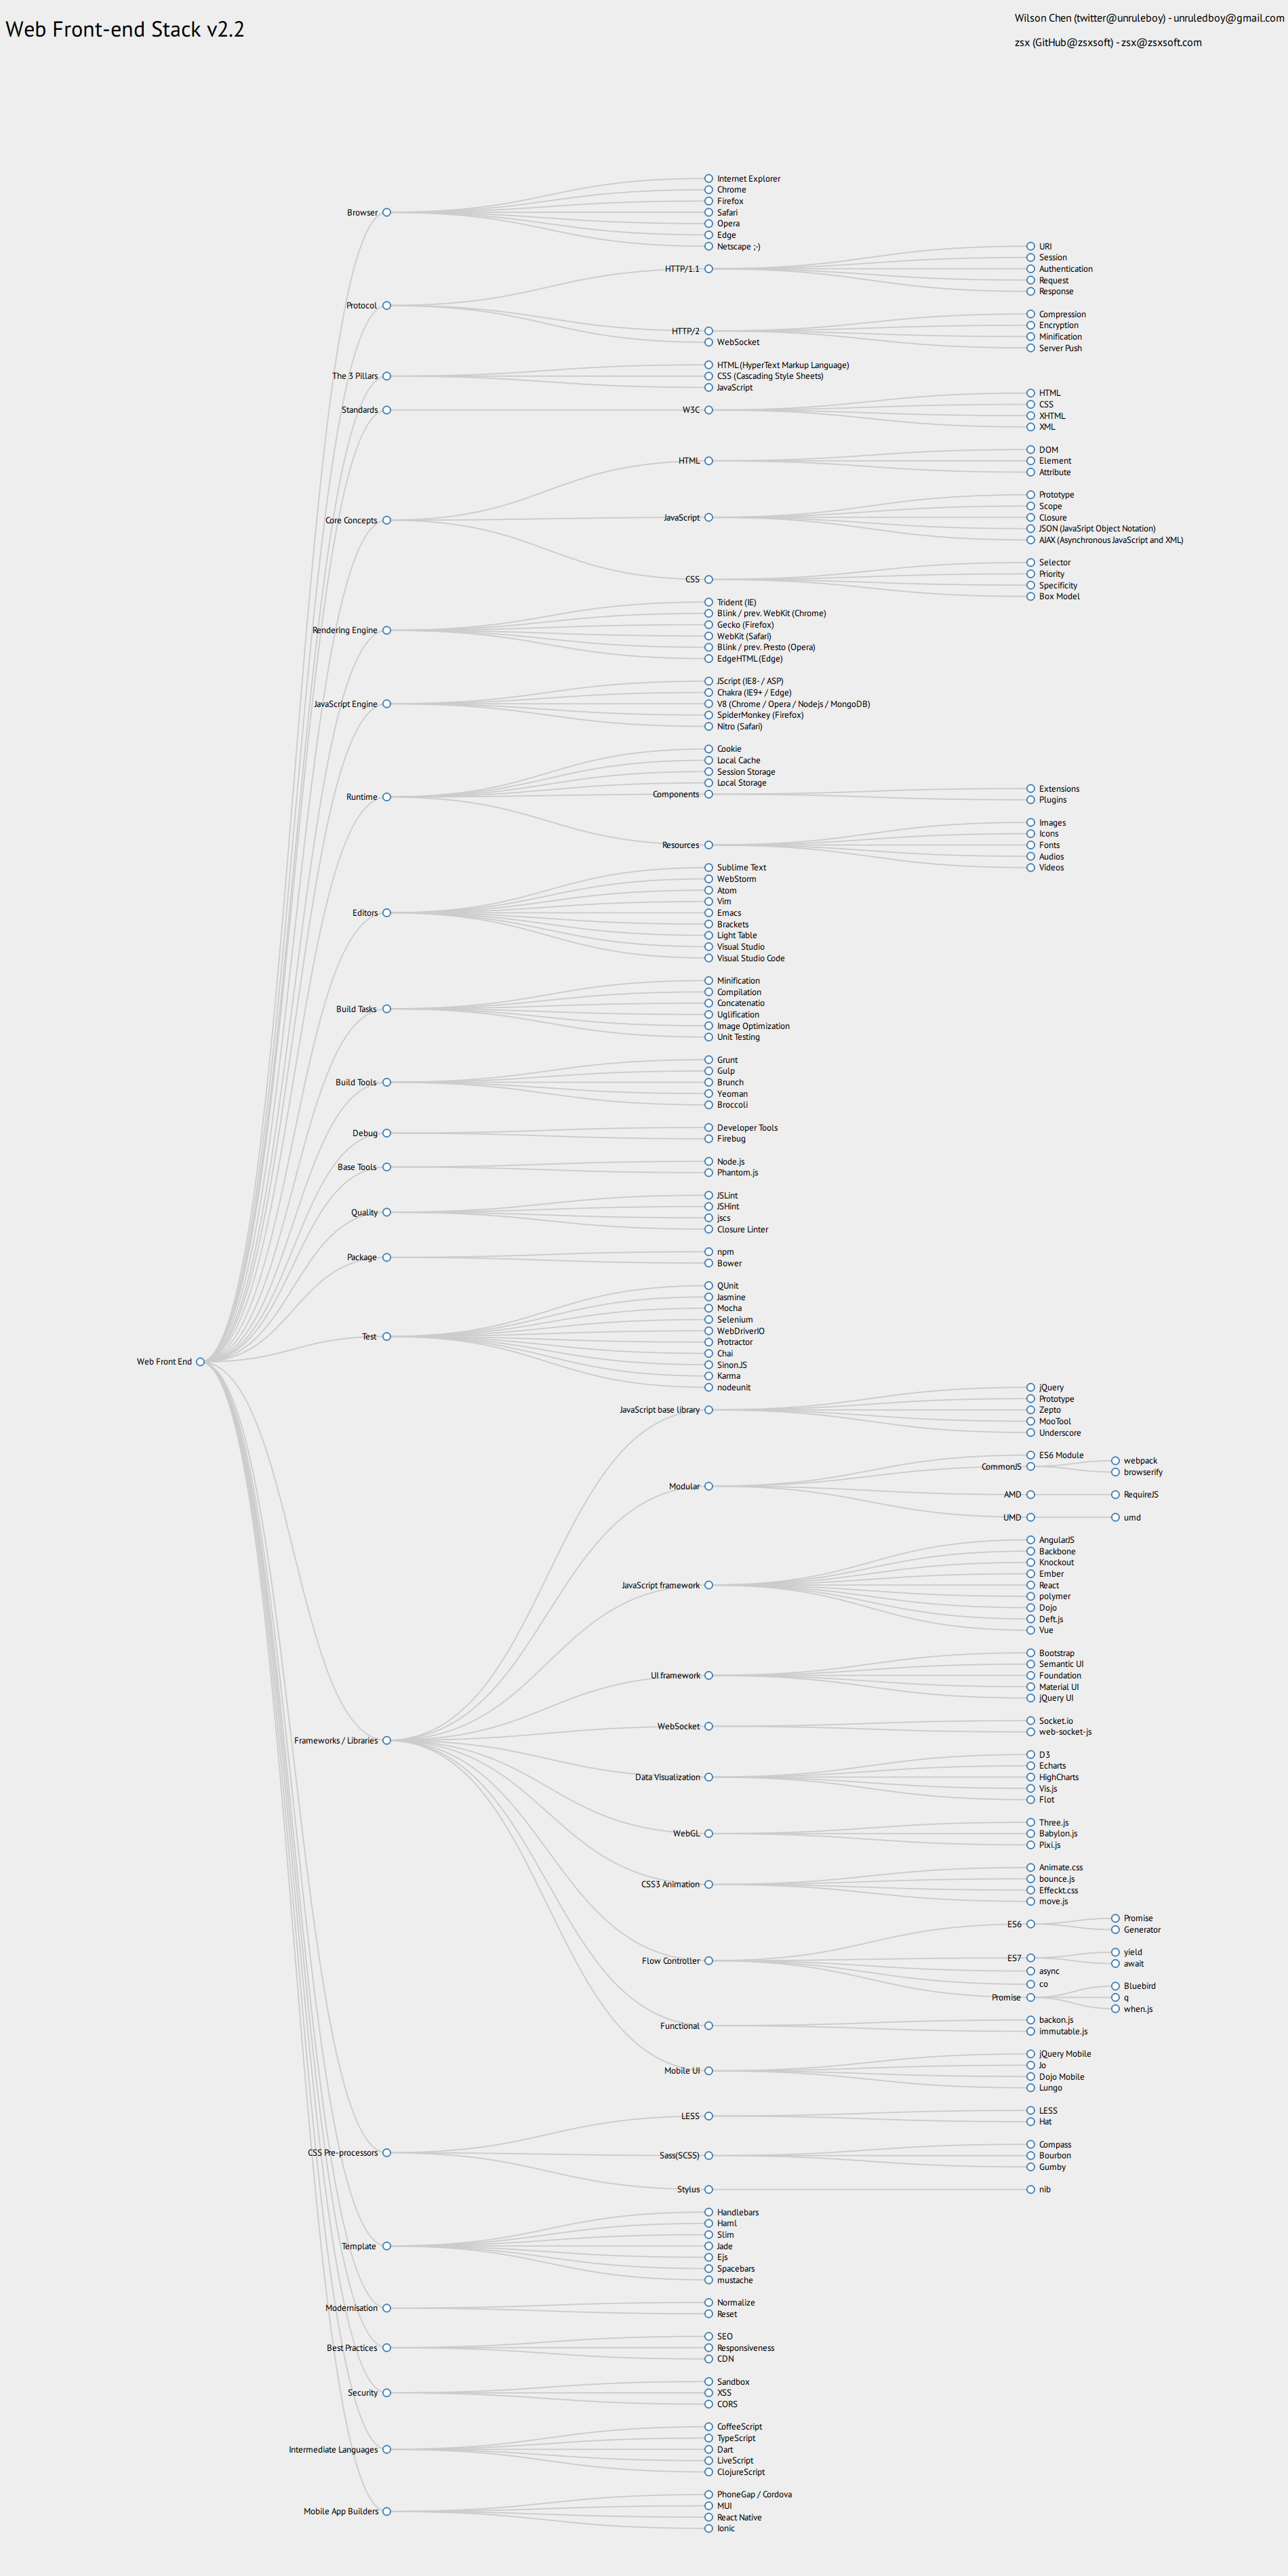 Web Front-end Stack v2.2
Wilson Chen (twitter@unruleboy) - unruledboy@gmail.com
zsx (GitHub@zsxsoft) - zsx@zsxsoft.com
Web Front End
Browser
Internet Explorer
Chrome
Firefox
Safari
Opera
Edge
Netscape ;-)
Protocol
HTTP/1.1
URI
Session
Authentication
Request
Response
HTTP/2
Compression
Encryption
Minification
Server Push
WebSocket
The 3 Pillars
HTML (HyperText Markup Language)
CSS (Cascading Style Sheets)
JavaScript
Standards
W3C
HTML
CSS
XHTML
XML
Core Concepts
HTML
DOM
Element
Attribute
JavaScript
Prototype
Scope
Closure
JSON (JavaSript Object Notation)
AJAX (Asynchronous JavaScript and XML)
CSS
Selector
Priority
Specificity
Box Model
Rendering Engine
Trident (IE)
Blink / prev. WebKit (Chrome)
Gecko (Firefox)
WebKit (Safari)
Blink / prev. Presto (Opera)
EdgeHTML (Edge)
JavaScript Engine
JScript (IE8- / ASP)
Chakra (IE9+ / Edge)
V8 (Chrome / Opera / Nodejs / MongoDB)
SpiderMonkey (Firefox)
Nitro (Safari)
Runtime
Cookie
Local Cache
Session Storage
Local Storage
Components
Extensions
Plugins
Resources
Images
Icons
Fonts
Audios
Videos
Editors
Sublime Text
WebStorm
Atom
Vim
Emacs
Brackets
Light Table
Visual Studio
Visual Studio Code
Build Tasks
Minification
Compilation
Concatenatio
Uglification
Image Optimization
Unit Testing
Build Tools
Grunt
Gulp
Brunch
Yeoman
Broccoli
Debug
Developer Tools
Firebug
Base Tools
Node.js
Phantom.js
Quality
JSLint
JSHint
jscs
Closure Linter
Package
npm
Bower
Test
QUnit
Jasmine
Mocha
Selenium
WebDriverIO
Protractor
Chai
Sinon.JS
Karma
nodeunit
Frameworks / Libraries
JavaScript base library
jQuery
Prototype
Zepto
MooTool
Underscore
Modular
ES6 Module
CommonJS
webpack
browserify
AMD
RequireJS
UMD
umd
JavaScript framework
AngularJS
Backbone
Knockout
Ember
React
polymer
Dojo
Deft.js
Vue
UI framework
Bootstrap
Semantic UI
Foundation
Material UI
jQuery UI
WebSocket
Socket.io
web-socket-js
Data Visualization
D3
Echarts
HighCharts
Vis.js
Flot
WebGL
Three.js
Babylon.js
Pixi.js
CSS3 Animation
Animate.css
bounce.js
Effeckt.css
move.js
Flow Controller
ES6
Promise
Generator
ES7
yield
await
async
co
Promise
Bluebird
q
when.js
Functional
backon.js
immutable.js
Mobile UI
jQuery Mobile
Jo
Dojo Mobile
Lungo
CSS Pre-processors
LESS
LESS
Hat
Sass(SCSS)
Compass
Bourbon
Gumby
Stylus
nib
Template
Handlebars
Haml
Slim
Jade
Ejs
Spacebars
mustache
Modernisation
Normalize
Reset
Best Practices
SEO
Responsiveness
CDN
Security
Sandbox
XSS
CORS
Intermediate Languages
CoffeeScript
TypeScript
Dart
LiveScript
ClojureScript
Mobile App Builders
PhoneGap / Cordova
MUI
React Native
Ionic